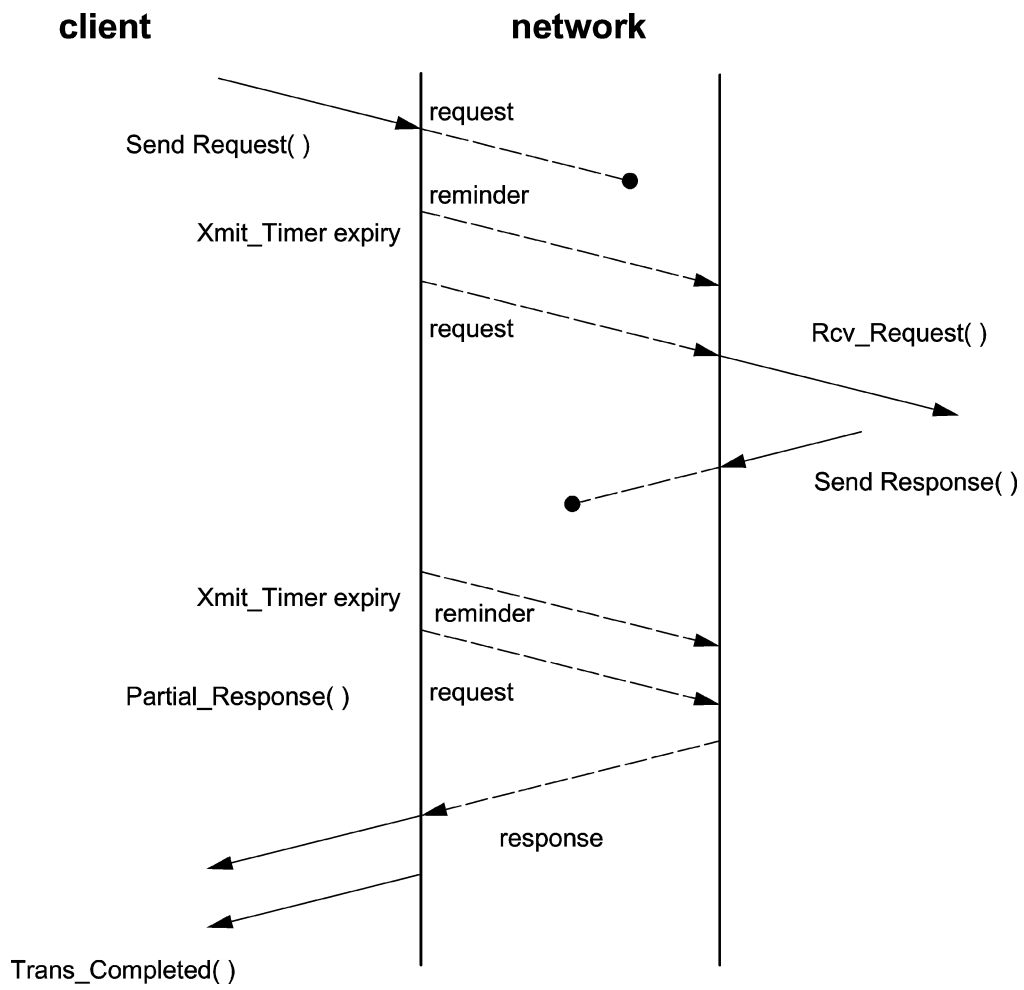 client
network
request
Send Request( )
reminder
Xmit_Timer expiry
request
Rcv_Request( )
Send Response( )
Xmit_Timer expiry
reminder
Partial_Response( )
request
response
Trans_Completed( )